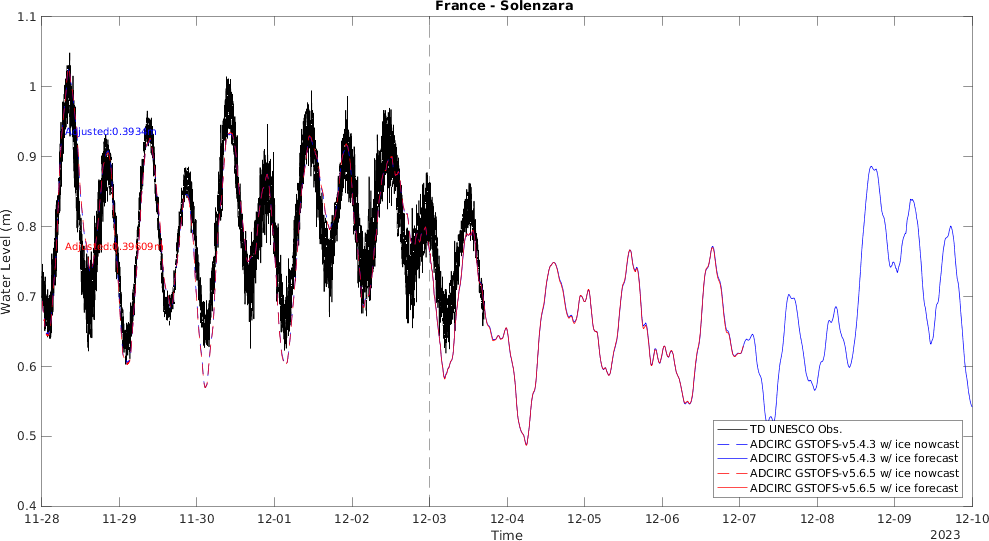 France - Solenzara
1.1
1
0.9
0.8
0.7
0.6
0.5
0.4
Water Level (m)
Adjusted:0.3934m
Adjusted:0.39609m
TD UNESCO Obs.
ADCIRC GSTOFS-v5.4.3 w/ ice nowcast
ADCIRC GSTOFS-v5.4.3 w/ ice forecast
ADCIRC GSTOFS-v5.6.5 w/ ice nowcast
ADCIRC GSTOFS-v5.6.5 w/ ice forecast
11-28 11-29 11-30 12-01 12-02 12-03 12-04 12-05 12-06 12-07 12-08 12-09 12-10
Time
2023